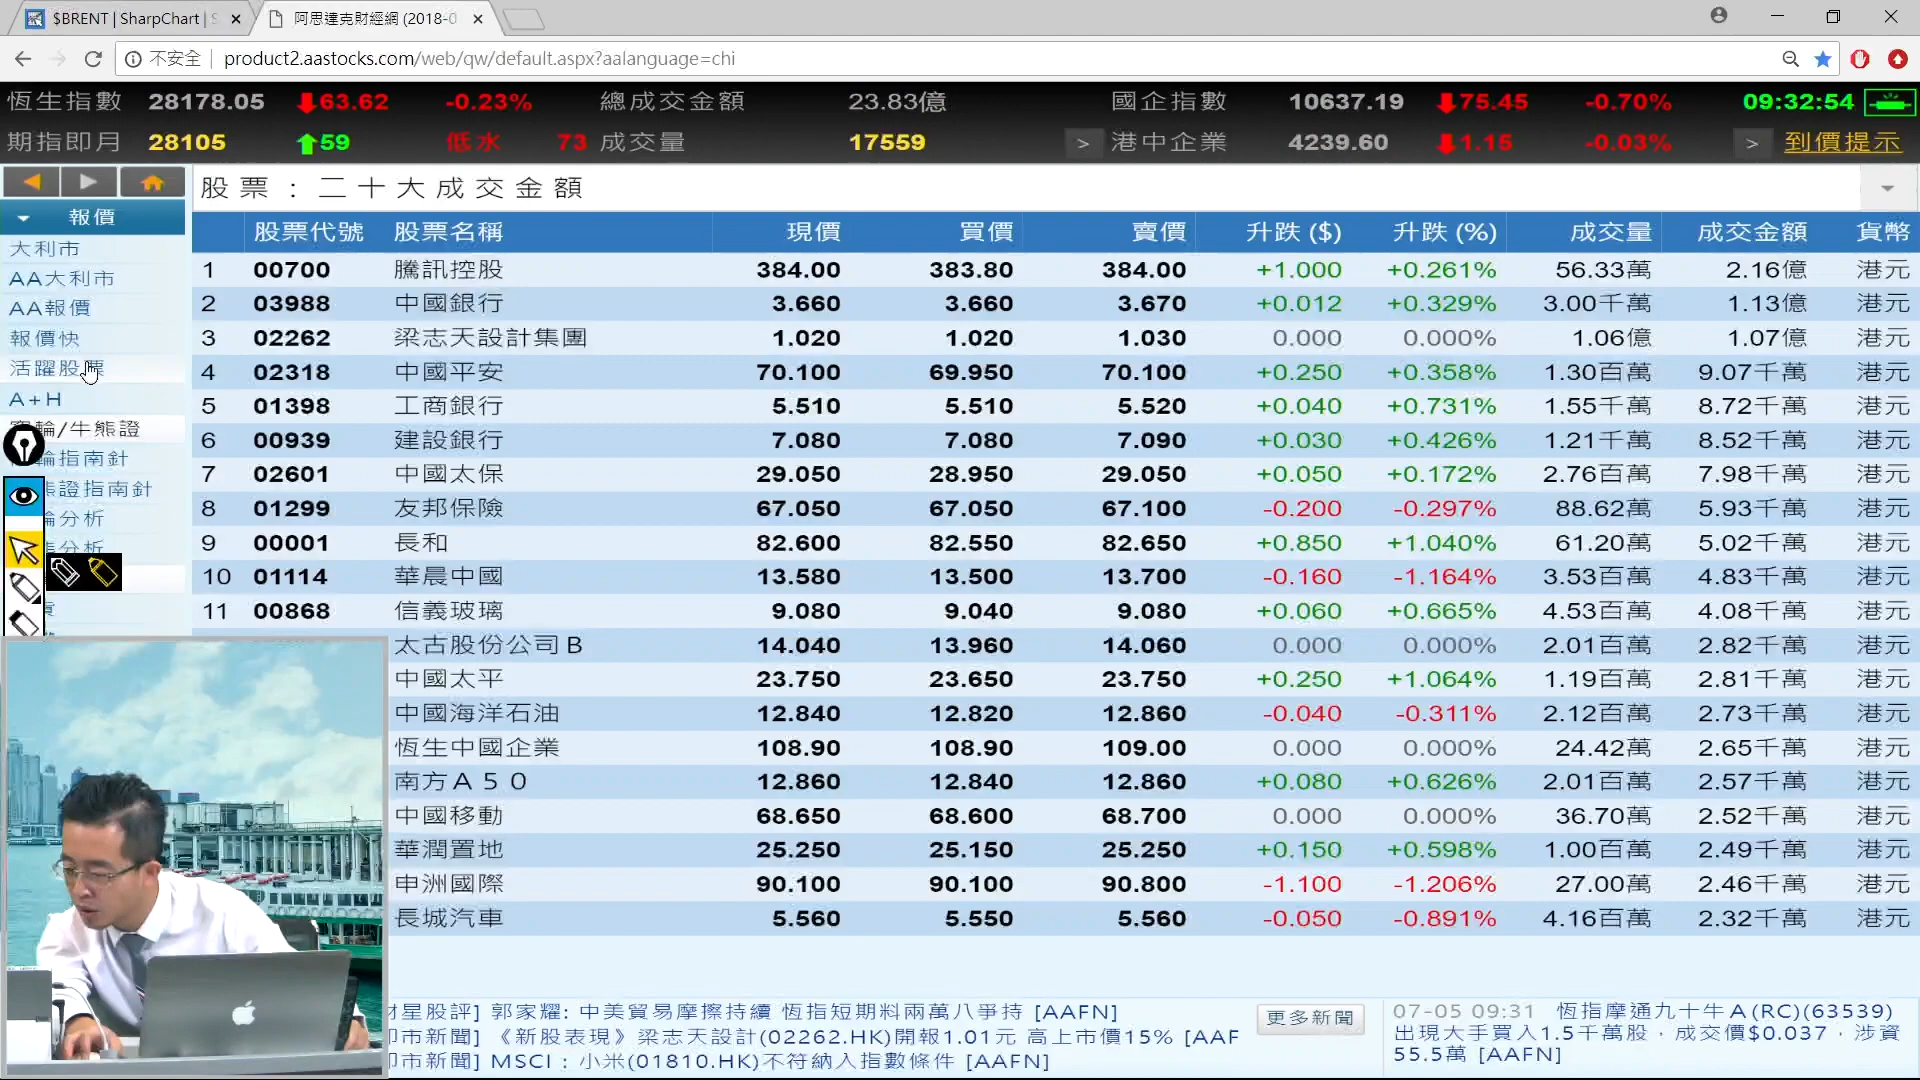 $BRENT | SharpChart | S
阿思達克財經網 (2018-0
不安全 product2.aastocks.com/web/qw/default.aspx?aalanguage=chi
恆生指數 28178.05 63.62 -0.23% 總成交金額 23.83億 國企指數 10637.19 75.45 -0.70% 09:32:54
期指即月 28105 59 低水 73 成交量 17559 > 港中企業 4239.60 1.15 -0.03% > 到價提示
股票：二十大成交金額
報價
大利市
AA大利市
AA報價
報價快
活躍股票
A+H
輪/牛熊證
輪指南針
證指南針
分析
分析
股票代號 股票名稱 現價 買價 賣價 升跌 ($) 升跌 (%) 成交量 成交金額 貨幣
1 00700 騰訊控股 384.00 383.80 384.00 +1.000 +0.261% 56.33萬 2.16億 港元
2 03988 中國銀行 3.660 3.660 3.670 +0.012 +0.329% 3.00千萬 1.13億 港元
3 02262 梁志天設計集團 1.020 1.020 1.030 0.000 0.000% 1.06億 1.07億 港元
4 02318 中國平安 70.100 69.950 70.100 +0.250 +0.358% 1.30百萬 9.07千萬 港元
5 01398 工商銀行 5.510 5.510 5.520 +0.040 +0.731% 1.55千萬 8.72千萬 港元
6 00939 建設銀行 7.080 7.080 7.090 +0.030 +0.426% 1.21千萬 8.52千萬 港元
7 02601 中國太保 29.050 28.950 29.050 +0.050 +0.172% 2.76百萬 7.98千萬 港元
8 01299 友邦保險 67.050 67.050 67.100 -0.200 -0.297% 88.62萬 5.93千萬 港元
9 00001 長和 82.600 82.550 82.650 +0.850 +1.040% 61.20萬 5.02千萬 港元
10 01114 華晨中國 13.580 13.500 13.700 -0.160 -1.164% 3.53百萬 4.83千萬 港元
11 00868 信義玻璃 9.080 9.040 9.080 +0.060 +0.665% 4.53百萬 4.08千萬 港元
太古股份公司B 14.040 13.960 14.060 0.000 0.000% 2.01百萬 2.82千萬 港元
中國太平 23.750 23.650 23.750 +0.250 +1.064% 1.19百萬 2.81千萬 港元
中國海洋石油 12.840 12.820 12.860 -0.040 -0.311% 2.12百萬 2.73千萬 港元
恆生中國企業 108.90 108.90 109.00 0.000 0.000% 24.42萬 2.65千萬 港元
南方A50 12.860 12.840 12.860 +0.080 +0.626% 2.01百萬 2.57千萬 港元
中國移動 68.650 68.600 68.700 0.000 0.000% 36.70萬 2.52千萬 港元
華潤置地 25.250 25.150 25.250 +0.150 +0.598% 1.00百萬 2.49千萬 港元
申洲國際 90.100 90.100 90.800 -1.100 -1.206% 27.00萬 2.46千萬 港元
長城汽車 5.560 5.550 5.560 -0.050 -0.891% 4.16百萬 2.32千萬 港元
財星股評] 郭家耀: 中美貿易摩擦持續 恆指短期料兩萬八爭持 [AAFN]
即市新聞] 《新股表現》梁志天設計(02262.HK)開報1.01元 高上市價15% [AAF
即市新聞] MSCI：小米(01810.HK)不符納入指數條件 [AAFN]
更多新聞
07-05 09:31 恆指摩通九十牛A(RC)(63539)
出現大手買入1.5千萬股，成交價$0.037，涉資
55.5萬 [AAFN]